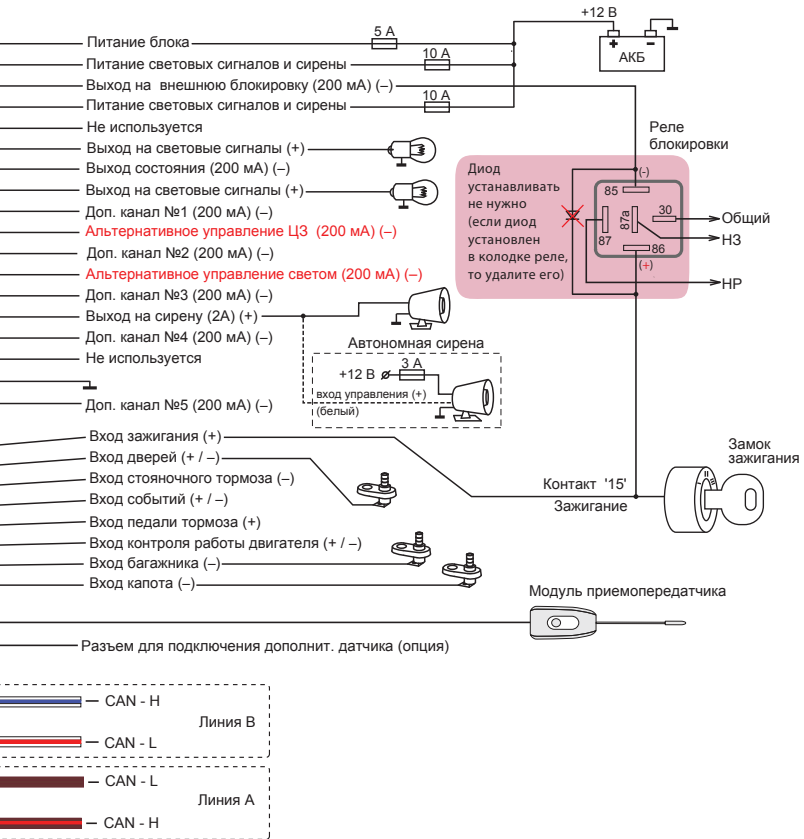 +12 В
5 А
Питание блока
10 А
+ –
АКБ
Питание световых сигналов и сирены
Выход на внешнюю блокировку (200 мА) (–)
10 А
Питание световых сигналов и сирены
Не используется
Реле
блокировки
Выход на световые сигналы (+)
Выход состояния (200 мА) (–)
Выход на световые сигналы (+)
Диод
устанавливать
не нужно
(если диод
установлен
в колодке реле,
то удалите его)
(-)
85
30
87a
87
86
(+)
Общий
НЗ
НР
Доп. канал №1 (200 мА) (–)
Альтернативное управление ЦЗ (200 мА) (–)
Доп. канал №2 (200 мА) (–)
Альтернативное управление светом (200 мА) (–)
Доп. канал №3 (200 мА) (–)
Выход на сирену (2А) (+)
Доп. канал №4 (200 мА) (–)
Не используется
Автономная сирена
+12 В
3 А
вход управления (+)
(белый)
Доп. канал №5 (200 мА) (–)
Вход зажигания (+)
Вход дверей (+ / –)
Вход стояночного тормоза (–)
Вход событий (+ / –)
Вход педали тормоза (+)
Вход контроля работы двигателя (+ / –)
Вход багажника (–)
Вход капота (–)
Контакт '15'
Зажигание
Замок
зажигания
I
II
III
Модуль приемопередатчика
Разъем для подключения дополнит. датчика (опция)
CAN - H
Линия B
CAN - L
CAN - L
Линия А
CAN - H